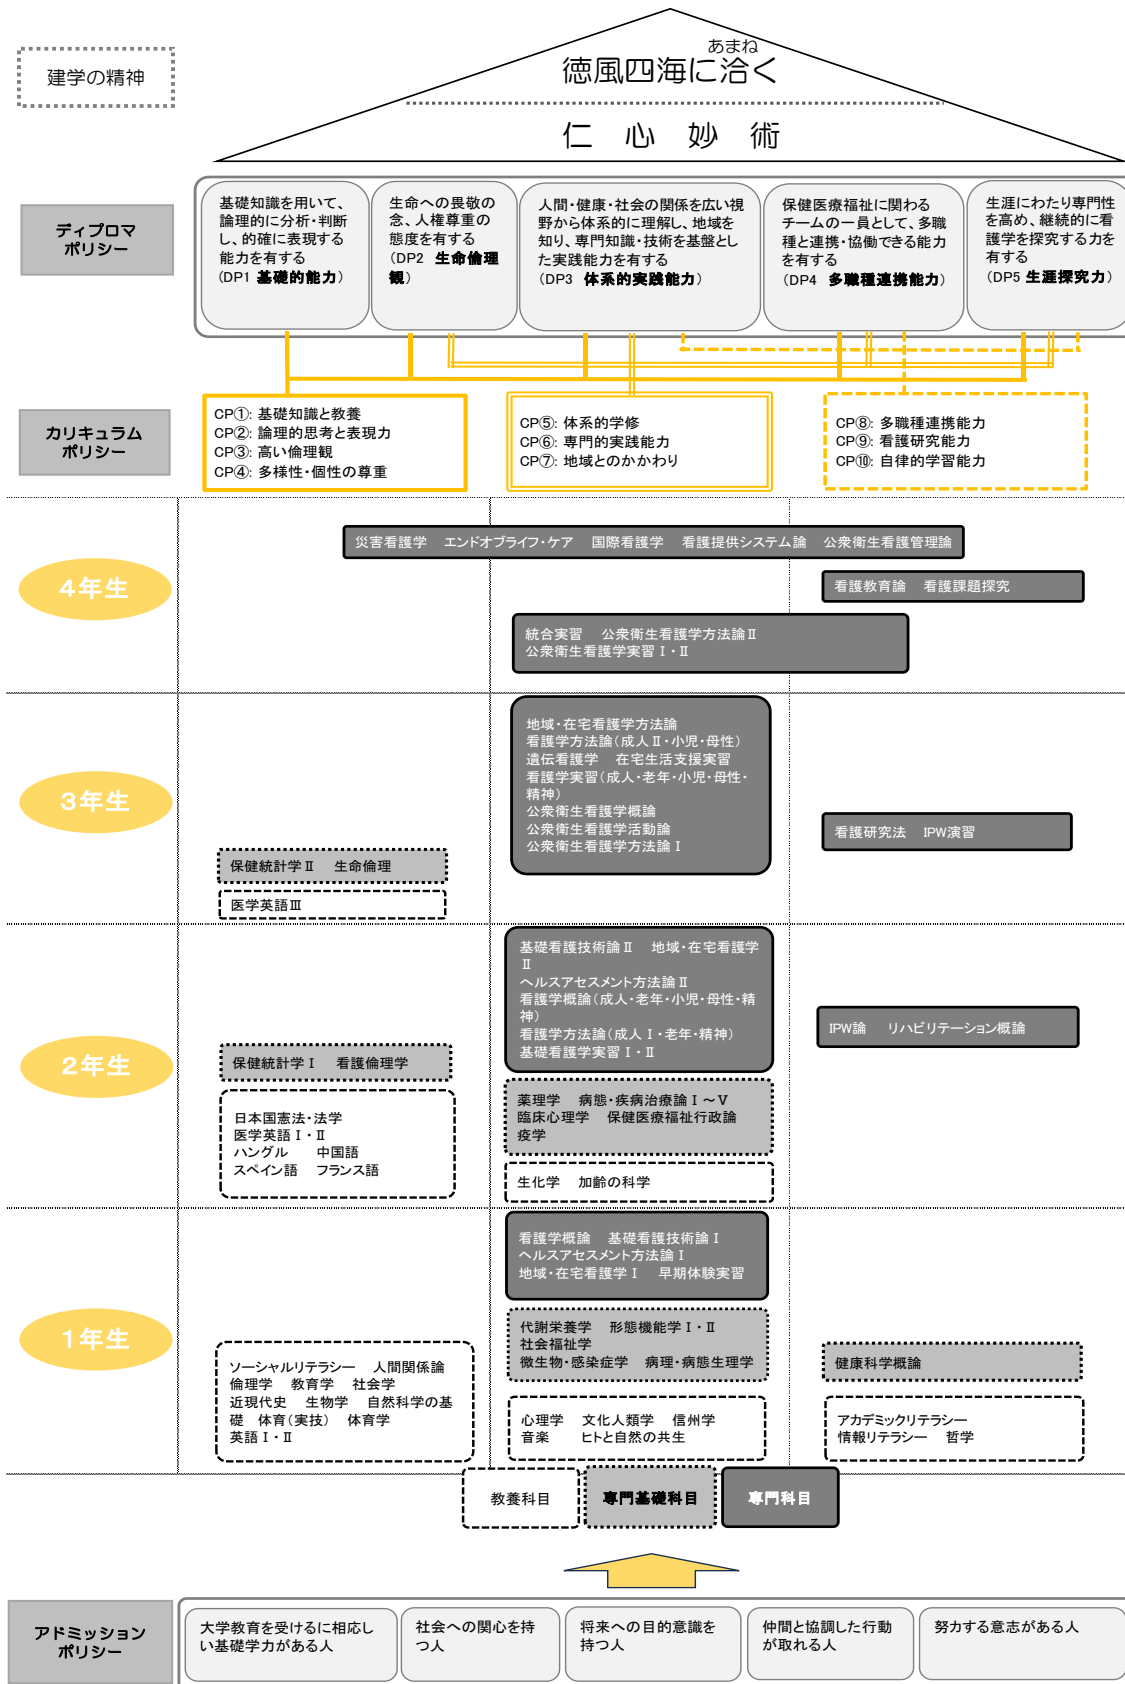 建学の精神
あまね
徳風四海に洽く
仁心妙術
ディプロマ
ポリシー
基礎知識を用いて、
論理的に分析・判断
し、的確に表現する
能力を有する
(DP1 基礎的能力)
生命への畏敬の
念、人権尊重の
態度を有する
(DP2 生命倫理
観)
人間・健康・社会の関係を広い視
野から体系的に理解し、地域を
知り、専門知識・技術を基盤とし
た実践能力を有する
(DP3 体系的実践能力)
保健医療福祉に関わる
チームの一員として、多職
種と連携・協働できる能力
を有する
(DP4 多職種連携能力)
生涯にわたり専門性
を高め、継続的に看
護学を探究する力を
有する
(DP5 生涯探究力)
カリキュラム
ポリシー
CP①: 基礎知識と教養
CP②: 論理的思考と表現力
CP③: 高い倫理観
CP④: 多様性・個性の尊重
CP⑤: 体系的学修
CP⑥: 専門的実践能力
CP⑦: 地域とのかかわり
CP⑧: 多職種連携能力
CP⑨: 看護研究能力
CP⑩: 自律的学習能力
4年生
災害看護学 エンドオブライフ・ケア 国際看護学 看護提供システム論 公衆衛生看護管理論
看護教育論 看護課題探究
統合実習 公衆衛生看護学方法論Ⅱ
公衆衛生看護学実習Ⅰ・Ⅱ
3年生
地域・在宅看護学方法論
看護学方法論(成人Ⅱ・小児・母性)
遺伝看護学 在宅生活支援実習
看護学実習(成人・老年・小児・母性・
精神)
公衆衛生看護学概論
公衆衛生看護学活動論
公衆衛生看護学方法論Ⅰ
看護研究法 IPW演習
保健統計学Ⅱ 生命倫理
医学英語Ⅲ
2年生
基礎看護技術論Ⅱ 地域・在宅看護学
Ⅱ
ヘルスアセスメント方法論Ⅱ
看護学概論(成人・老年・小児・母性・精
神)
看護学方法論(成人Ⅰ・老年・精神)
基礎看護学実習Ⅰ・Ⅱ
IPW論 リハビリテーション概論
保健統計学Ⅰ 看護倫理学
日本国憲法・法学
医学英語Ⅰ・Ⅱ
ハングル 中国語
スペイン語 フランス語
薬理学 病態・疾病治療論Ⅰ～Ⅴ
臨床心理学 保健医療福祉行政論
疫学
生化学 加齢の科学
1年生
看護学概論 基礎看護技術論Ⅰ
ヘルスアセスメント方法論Ⅰ
地域・在宅看護学Ⅰ 早期体験実習
代謝栄養学 形態機能学Ⅰ・Ⅱ
社会福祉学
微生物・感染症学 病理・病態生理学
ソーシャルリテラシー 人間関係論
倫理学 教育学 社会学
近現代史 生物学 自然科学の基
礎 体育(実技) 体育学
英語Ⅰ・Ⅱ
心理学 文化人類学 信州学
音楽 ヒトと自然の共生
健康科学概論
アカデミックリテラシー
情報リテラシー 哲学
教養科目
専門基礎科目
専門科目
アドミッション
ポリシー
大学教育を受けるに相応し
い基礎学力がある人
社会への関心を持
つ人
将来への目的意識を
持つ人
仲間と協調した行動
が取れる人
努力する意志がある人